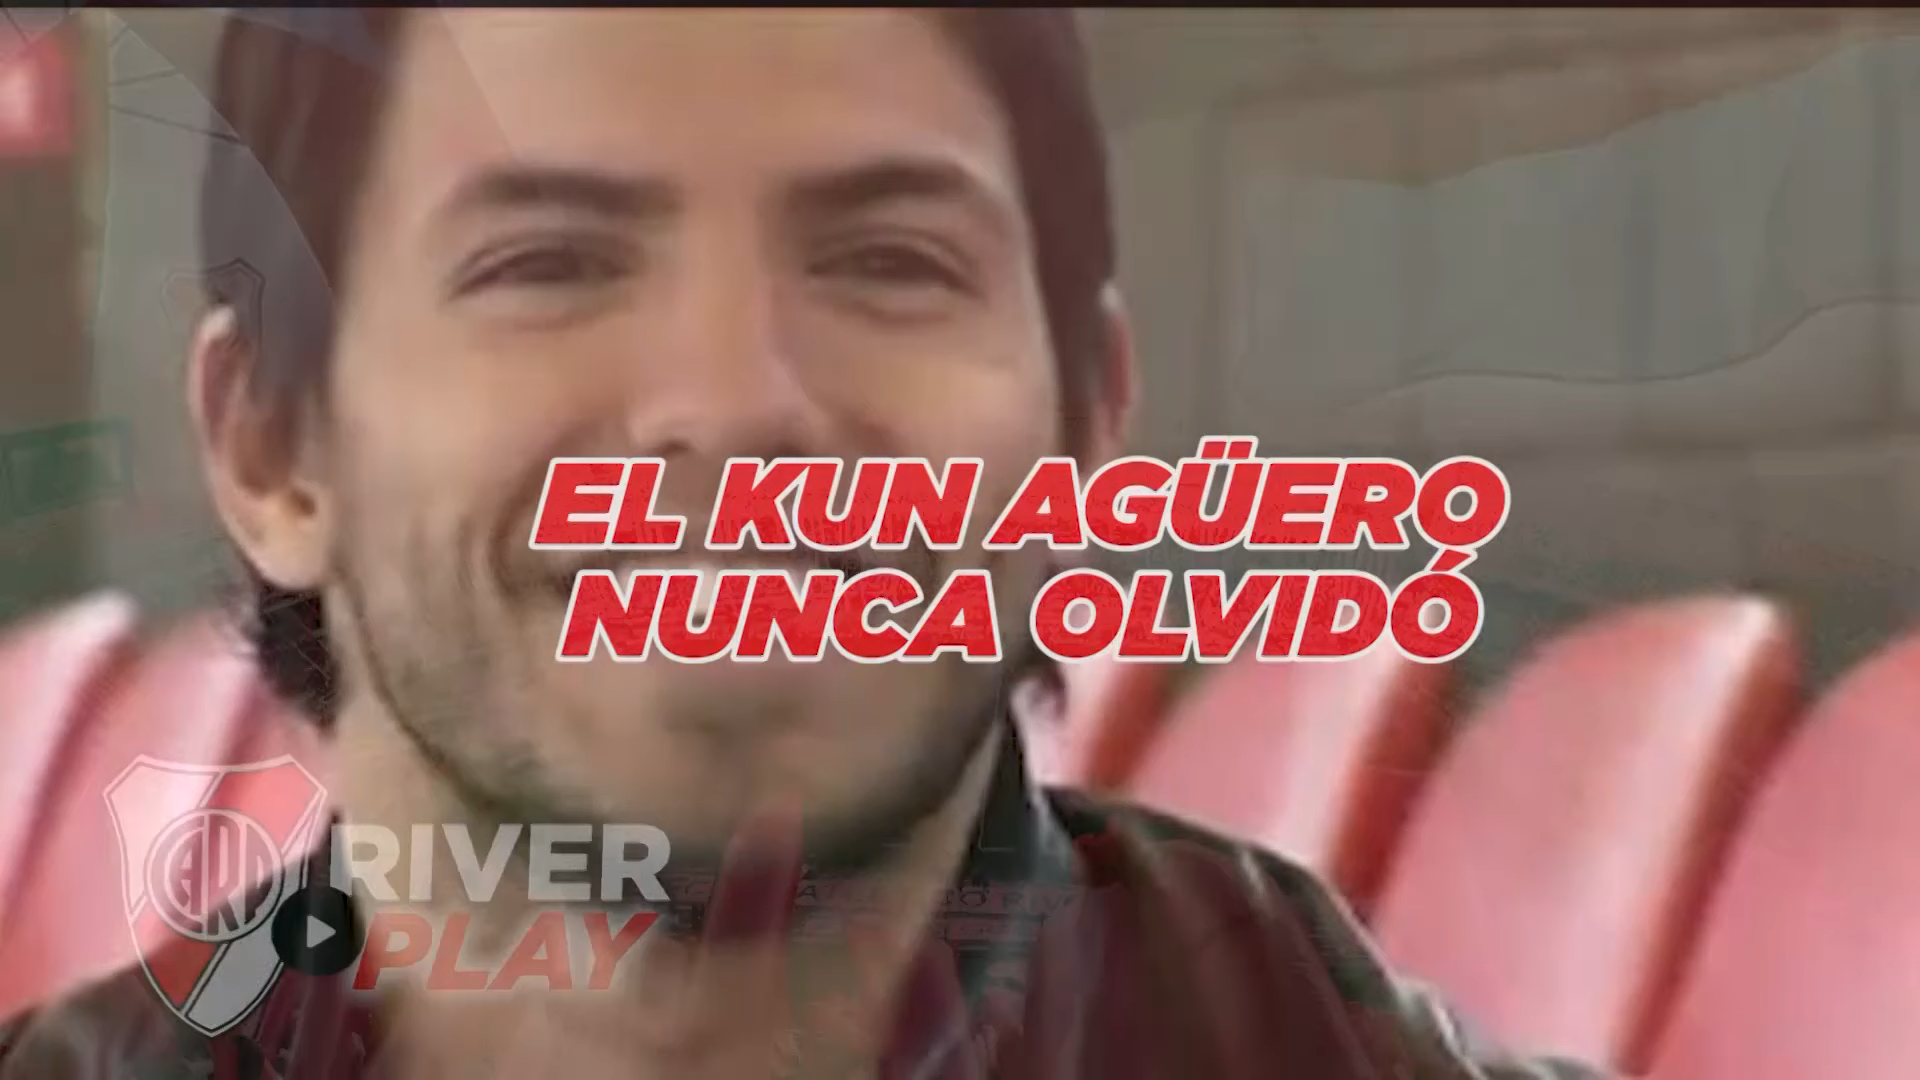 EL KUN AGÜERO
NUNCA OLVIDÓ
CARP
RIVER
PLAY